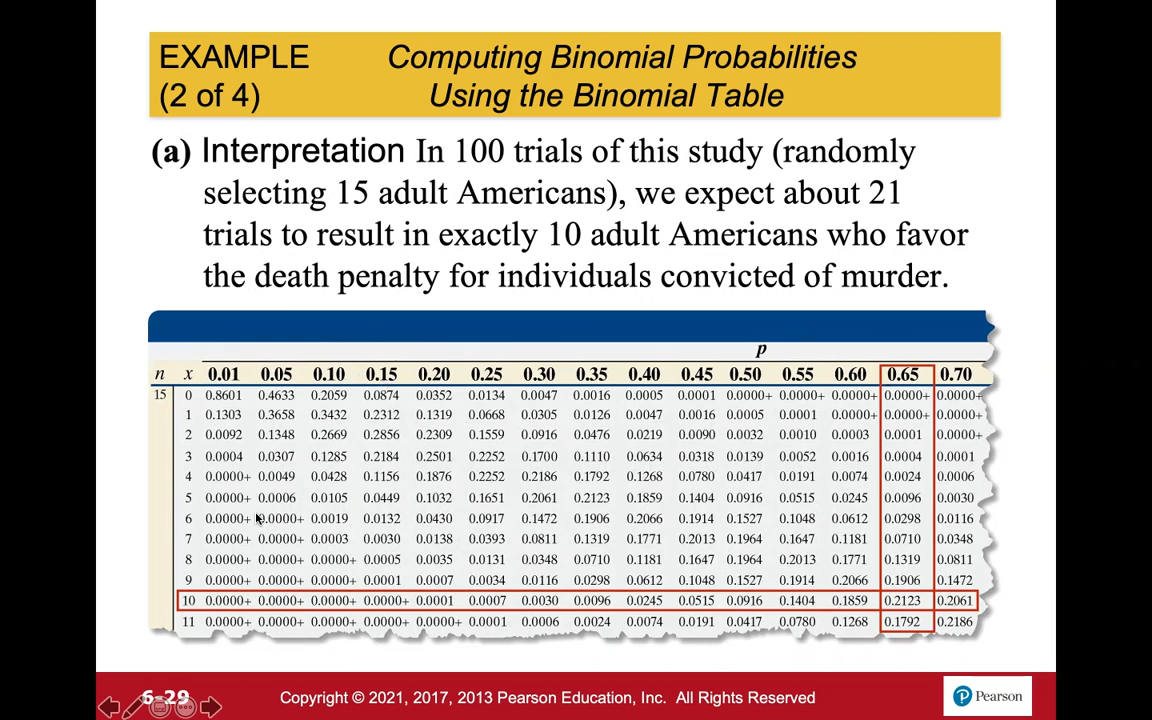 EXAMPLE Computing Binomial Probabilities
(2 of 4) Using the Binomial Table
(a) Interpretation In 100 trials of this study (randomly
selecting 15 adult Americans), we expect about 21
trials to result in exactly 10 adult Americans who favor
the death penalty for individuals convicted of murder.
p
n x 0.01 0.05 0.10 0.15 0.20 0.25 0.30 0.35 0.40 0.45 0.50 0.55 0.60 0.65 0.70
15 0 0.8601 0.4633 0.2059 0.0874 0.0352 0.0134 0.0047 0.0016 0.0005 0.0001 0.0000+ 0.0000+ 0.0000+ 0.0000+ 0.0000+
1 0.1303 0.3658 0.3432 0.2312 0.1319 0.0668 0.0305 0.0126 0.0047 0.0016 0.0005 0.0001 0.0000+ 0.0000+ 0.0000+
2 0.0092 0.1348 0.2669 0.2856 0.2309 0.1559 0.0916 0.0476 0.0219 0.0090 0.0032 0.0010 0.0003 0.0001 0.0000+
3 0.0004 0.0307 0.1285 0.2184 0.2501 0.2252 0.1700 0.1110 0.0634 0.0318 0.0139 0.0052 0.0016 0.0004 0.0001
4 0.0000+ 0.0049 0.0428 0.1156 0.1876 0.2252 0.2186 0.1792 0.1268 0.0780 0.0417 0.0191 0.0074 0.0024 0.0006
5 0.0000+ 0.0006 0.0105 0.0449 0.1032 0.1651 0.2061 0.2123 0.1859 0.1404 0.0916 0.0515 0.0245 0.0096 0.0030
6 0.0000+ 0.0000+ 0.0019 0.0132 0.0430 0.0917 0.1472 0.1906 0.2066 0.1914 0.1527 0.1048 0.0612 0.0298 0.0116
7 0.0000+ 0.0000+ 0.0003 0.0030 0.0138 0.0393 0.0811 0.1319 0.1771 0.2013 0.1964 0.1647 0.1181 0.0710 0.0348
8 0.0000+ 0.0000+ 0.0000+ 0.0005 0.0035 0.0131 0.0348 0.0710 0.1181 0.1647 0.1964 0.2013 0.1771 0.1319 0.0811
9 0.0000+ 0.0000+ 0.0000+ 0.0001 0.0007 0.0034 0.0116 0.0298 0.0612 0.1048 0.1527 0.1914 0.2066 0.1906 0.1472
10 0.0000+ 0.0000+ 0.0000+ 0.0000+ 0.0001 0.0007 0.0030 0.0096 0.0245 0.0515 0.0916 0.1404 0.1859 0.2123 0.2061
11 0.0000+ 0.0000+ 0.0000+ 0.0000+ 0.0000+ 0.0001 0.0006 0.0024 0.0074 0.0191 0.0417 0.0780 0.1268 0.1792 0.2186
6-29 Copyright © 2021, 2017, 2013 Pearson Education, Inc. All Rights Reserved
P Pearson